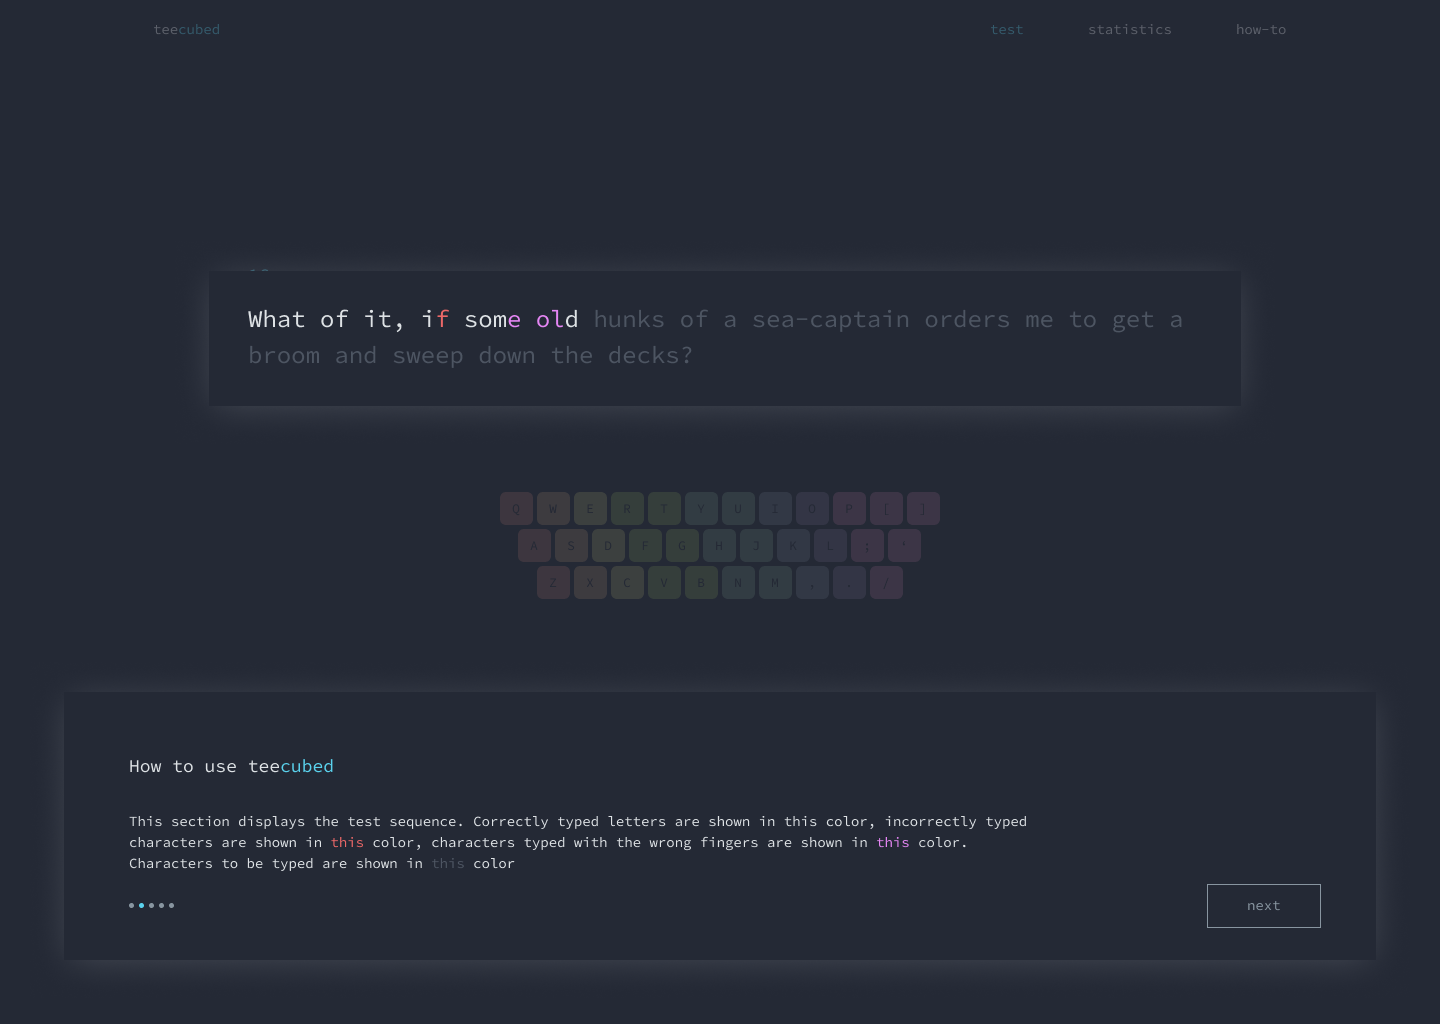 teecubed test statistics how-to
What of it, if some old hunks of a sea-captain orders me to get a
broom and sweep down the decks?
Q W E R T Y U I O P [ ]
A S D F G H J K L ; '
Z X C V B N M , . /
How to use teecubed
This section displays the test sequence. Correctly typed letters are shown in this color, incorrectly typed
characters are shown in this color, characters typed with the wrong fingers are shown in this color.
Characters to be typed are shown in this color
next